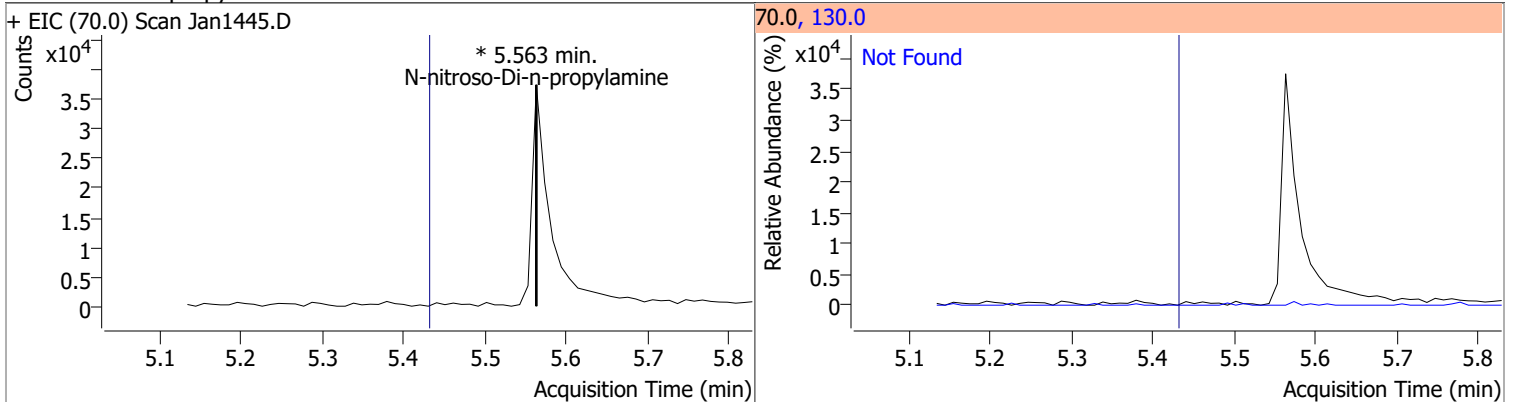 + EIC (70.0) Scan Jan1445.D
Counts
x10⁴
* 5.563 min.
N-nitroso-Di-n-propylamine
3.5
3
2.5
2
1.5
1
0.5
0
5.1 5.2 5.3 5.4 5.5 5.6 5.7 5.8
Acquisition Time (min)
70.0, 130.0
Relative Abundance (%)
x10⁴
Not Found
3.5
3
2.5
2
1.5
1
0.5
0
5.1 5.2 5.3 5.4 5.5 5.6 5.7 5.8
Acquisition Time (min)